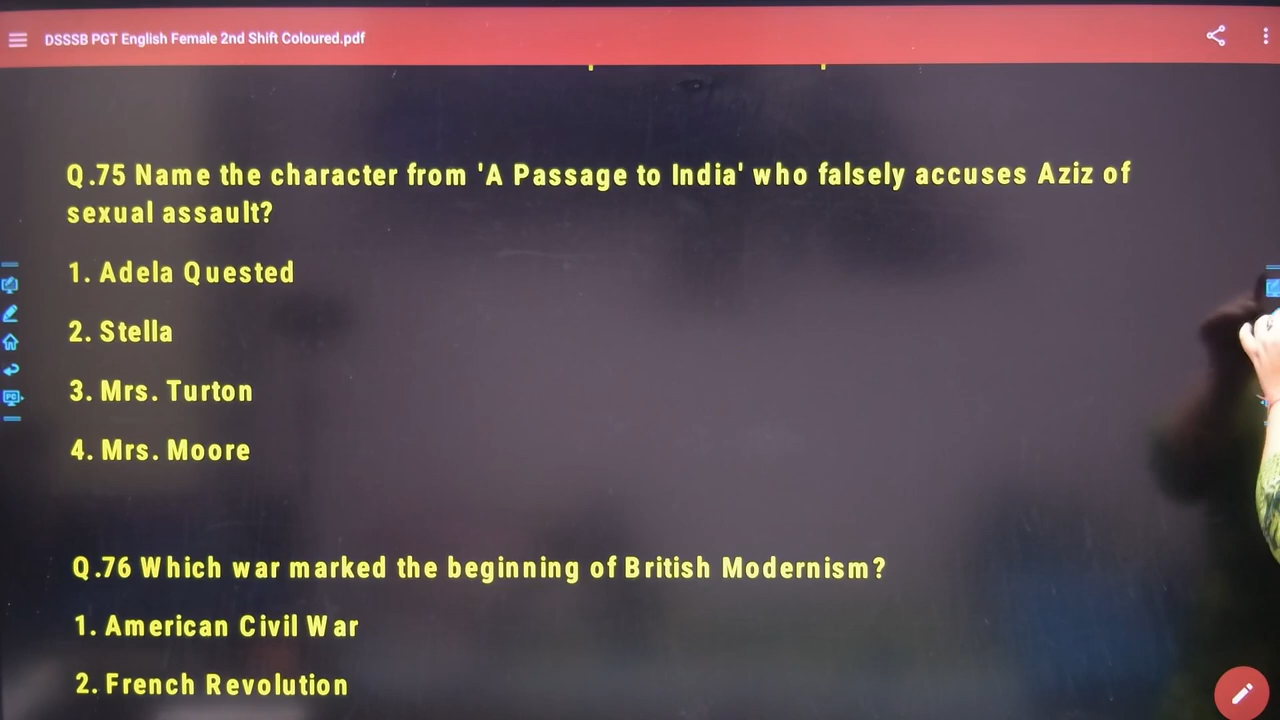 DSSSB PGT English Female 2nd Shift Coloured.pdf
Q.75 Name the character from 'A Passage to India' who falsely accuses Aziz of
sexual assault?
1. Adela Quested
2. Stella
3. Mrs. Turton
4. Mrs. Moore
Q.76 Which war marked the beginning of British Modernism?
1. American Civil War
2. French Revolution